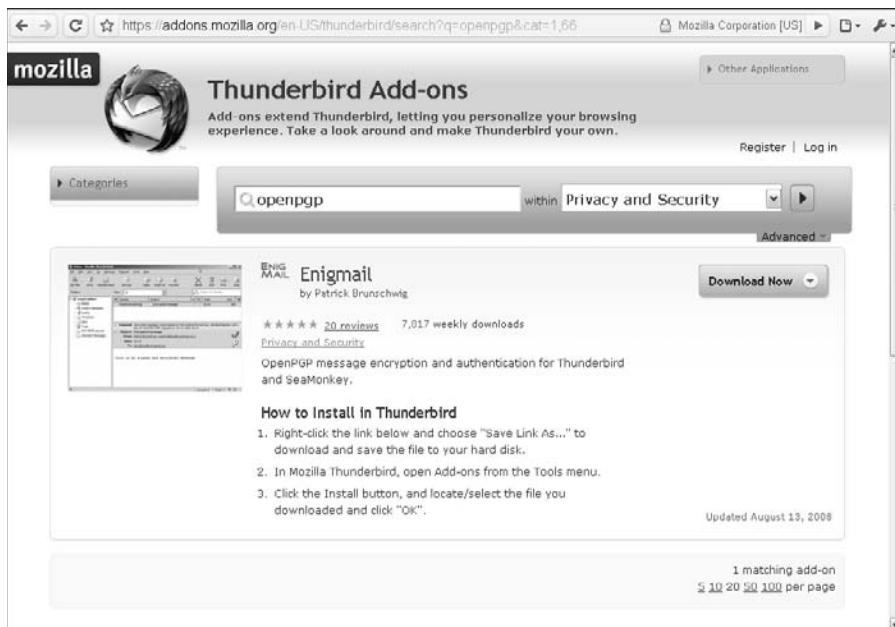 https://addons.mozilla.org/en-US/thunderbird/search?q=openpgp&cat=1,66
Mozilla Corporation [US]
mozilla
Other Applications
Thunderbird Add-ons
Add-ons extend Thunderbird, letting you personalize your browsing
experience. Take a look around and make Thunderbird your own.
Register | Log in
Categories
openpgp
within
Privacy and Security
Advanced
ENIG
MAIL
Enigmail
by Patrick Brunschwig
Download Now
20 reviews
7,017 weekly downloads
Privacy and Security
OpenPGP message encryption and authentication for Thunderbird
and SeaMonkey.
How to Install in Thunderbird
1. Right-click the link below and choose "Save Link As..." to
download and save the file to your hard disk.
2. In Mozilla Thunderbird, open Add-ons from the Tools menu.
3. Click the Install button, and locate/select the file you
downloaded and click "OK".
Updated August 13, 2008
1 matching add-on
5 10 20 50 100 per page